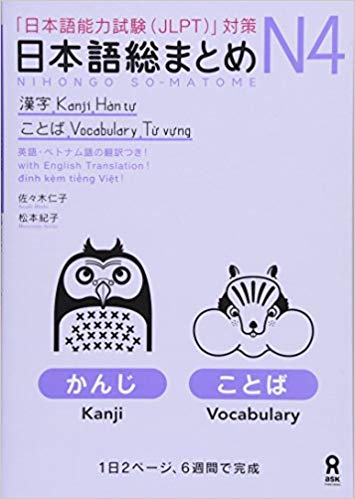 「日本語能力試験(JLPT)」対策
日本語総まとめ N4
NIHONGO SO-MATOME
漢字, Kanji, Hán tự
ことば, Vocabulary, Từ vựng
英語・ベトナム語の翻訳つき!
with English Translation!
đính kèm tiếng Việt!
佐々木仁子
松本紀子
かんじ
Kanji
ことば
Vocabulary
1日2ページ、6週間で完成
ask